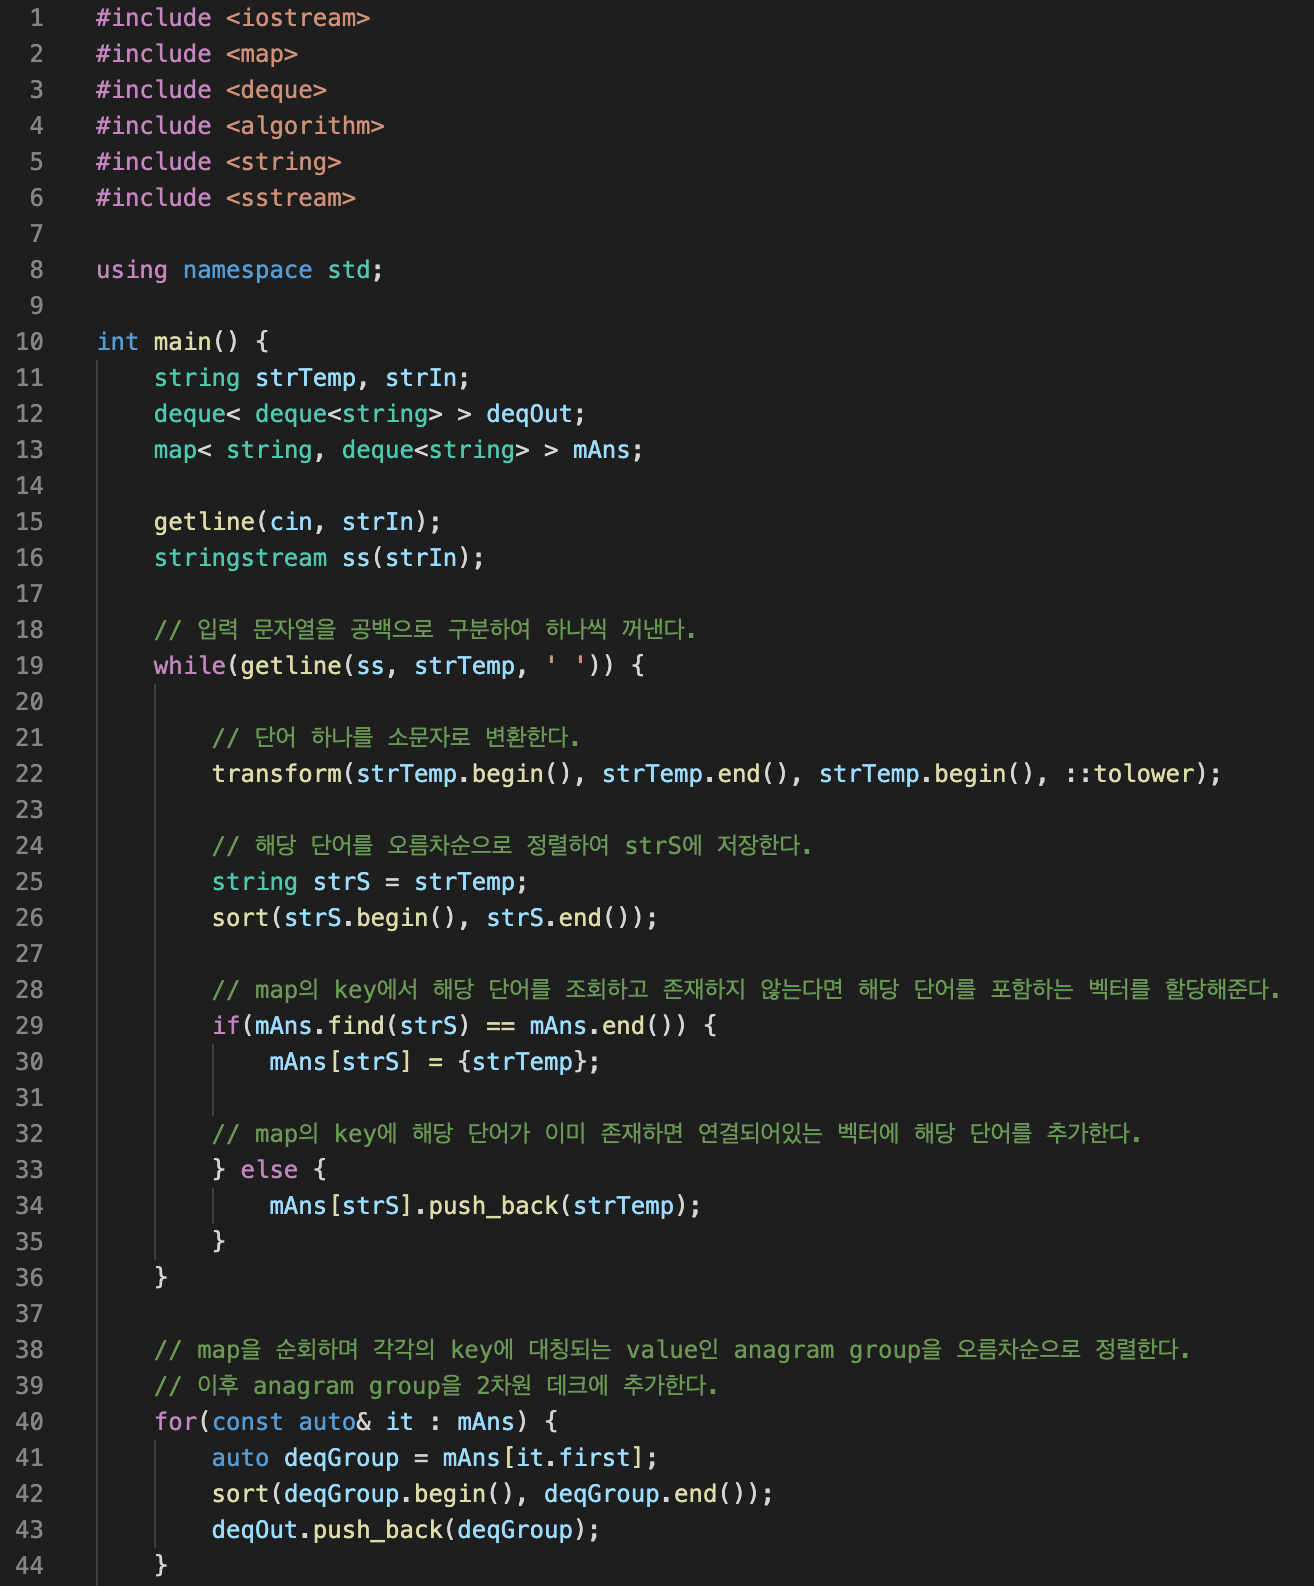 1 #include <iostream>
2 #include <map>
3 #include <deque>
4 #include <algorithm>
5 #include <string>
6 #include <sstream>
7
8 using namespace std;
9
10 int main() {
11     string strTemp, strIn;
12     deque< deque<string> > deqOut;
13     map< string, deque<string> > mAns;
14
15     getline(cin, strIn);
16     stringstream ss(strIn);
17
18     // 입력 문자열을 공백으로 구분하여 하나씩 꺼낸다.
19     while(getline(ss, strTemp, ' ')) {
20
21         // 단어 하나를 소문자로 변환한다.
22         transform(strTemp.begin(), strTemp.end(), strTemp.begin(), ::tolower);
23
24         // 해당 단어를 오름차순으로 정렬하여 strS에 저장한다.
25         string strS = strTemp;
26         sort(strS.begin(), strS.end());
27
28         // map의 key에서 해당 단어를 조회하고 존재하지 않는다면 해당 단어를 포함하는 벡터를 할당해준다.
29         if(mAns.find(strS) == mAns.end()) {
30             mAns[strS] = {strTemp};
31
32         // map의 key에 해당 단어가 이미 존재하면 연결되어있는 벡터에 해당 단어를 추가한다.
33         } else {
34             mAns[strS].push_back(strTemp);
35         }
36     }
37
38     // map을 순회하며 각각의 key에 대칭되는 value인 anagram group을 오름차순으로 정렬한다.
39     // 이후 anagram group을 2차원 데크에 추가한다.
40     for(const auto& it : mAns) {
41         auto deqGroup = mAns[it.first];
42         sort(deqGroup.begin(), deqGroup.end());
43         deqOut.push_back(deqGroup);
44     }